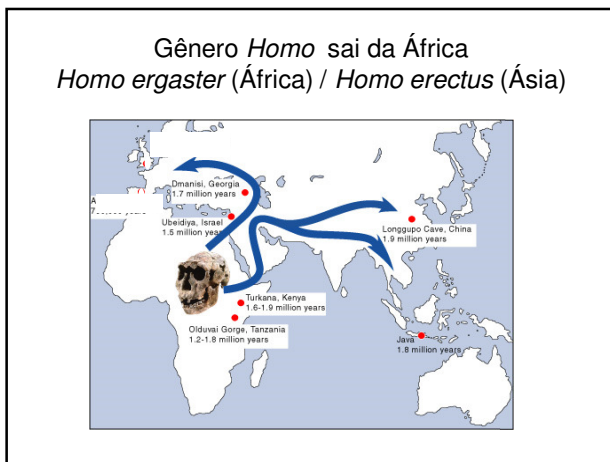 Gênero Homo sai da África
Homo ergaster (África) / Homo erectus (Ásia)
Dmanisi, Georgia
1.7 million years
A
years
Ubeidiya, Israel
1.5 million years
Longgupo Cave, China
1.9 million years
Turkana, Kenya
1.6-1.9 million years
Olduvai Gorge, Tanzania
1.2-1.8 million years
Java
1.8 million years